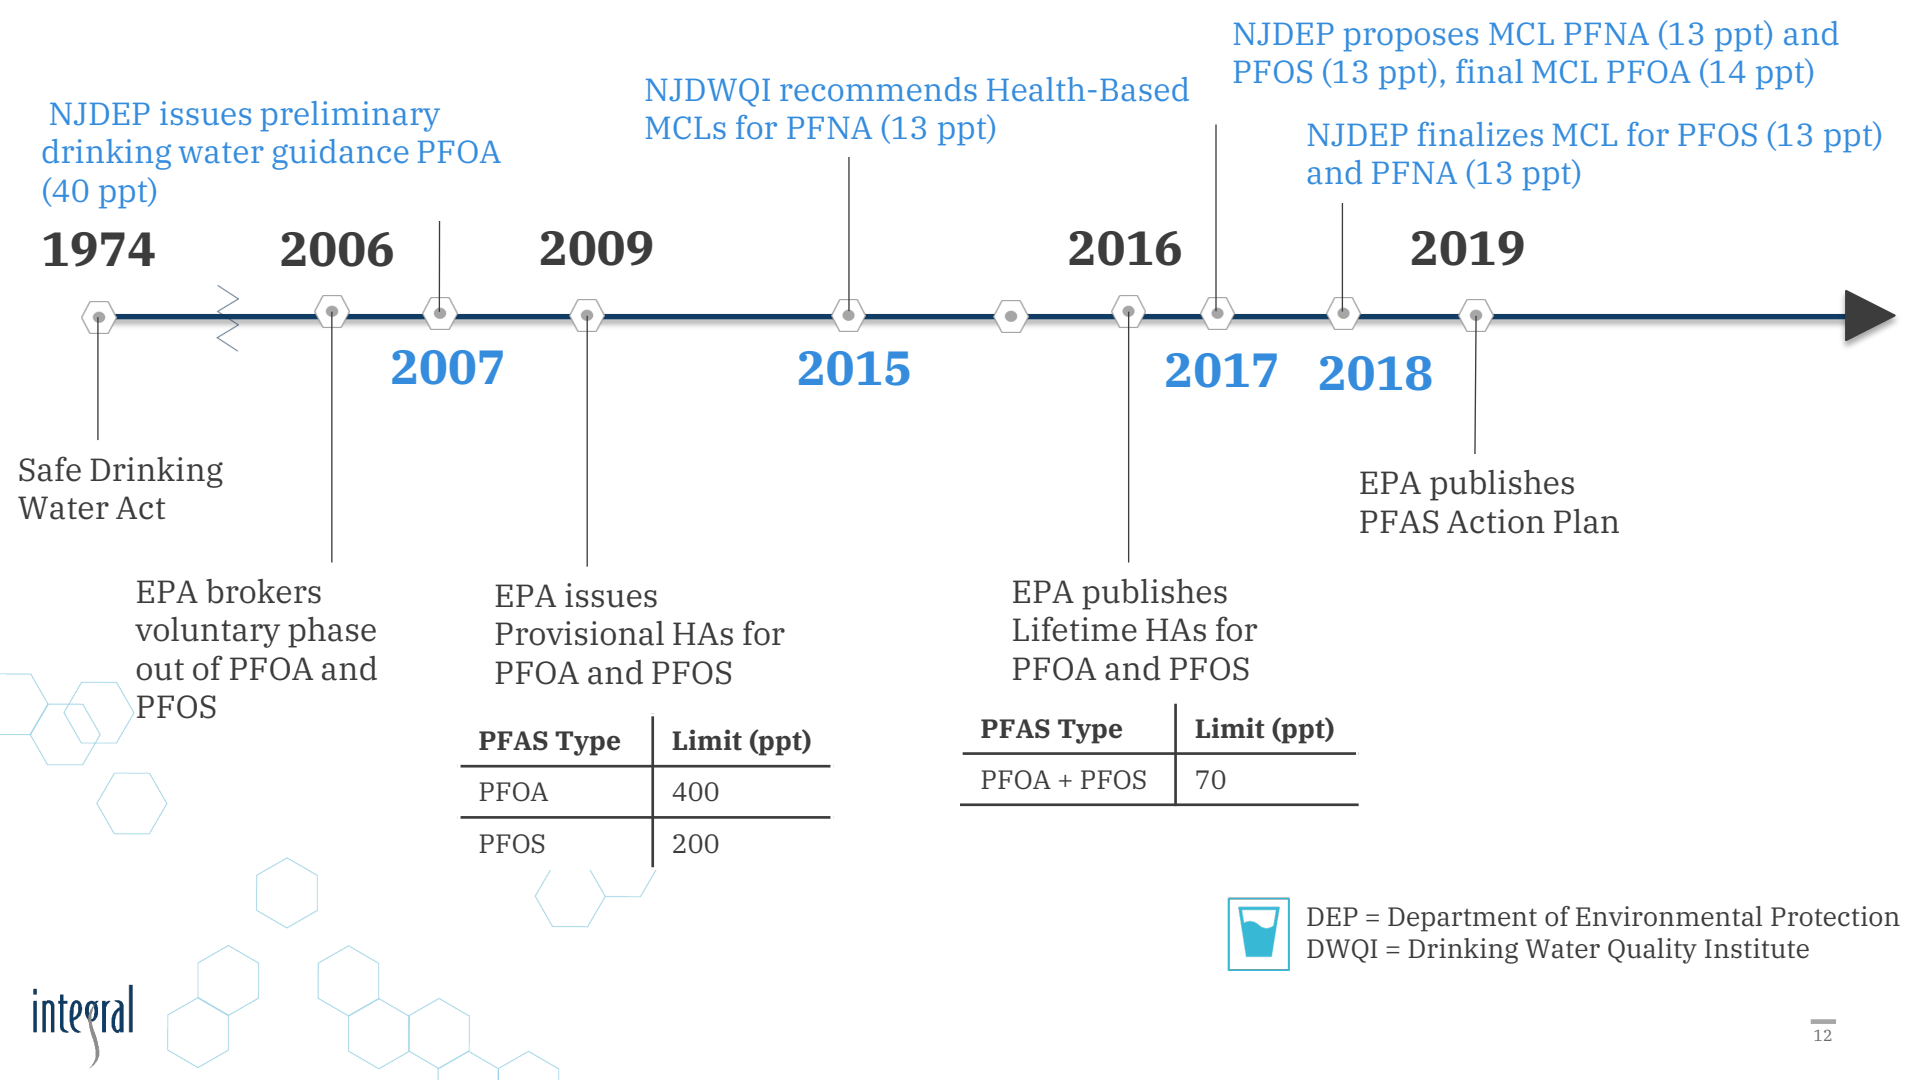 NJDEP proposes MCL PFNA (13 ppt) and
PFOS (13 ppt), final MCL PFOA (14 ppt)
NJDWQI recommends Health-Based
MCLs for PFNA (13 ppt)
NJDEP issues preliminary
drinking water guidance PFOA
(40 ppt)
NJDEP finalizes MCL for PFOS (13 ppt)
and PFNA (13 ppt)
1974
2006
2009
2016
2019
2007
2015
2017
2018
Safe Drinking
Water Act
EPA publishes
PFAS Action Plan
EPA brokers
voluntary phase
out of PFOA and
PFOS
EPA issues
Provisional HAs for
PFOA and PFOS
PFAS Type Limit (ppt)
PFOA 400
PFOS 200
EPA publishes
Lifetime HAs for
PFOA and PFOS
PFAS Type Limit (ppt)
PFOA + PFOS 70
DEP = Department of Environmental Protection
DWQI = Drinking Water Quality Institute
integral
12